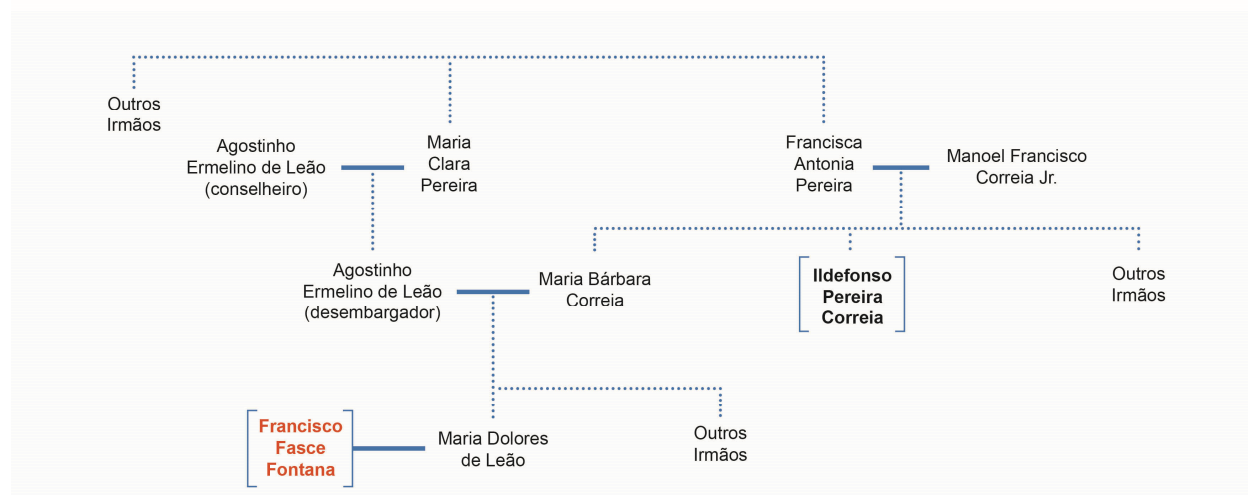 Outros
Irmãos
Agostinho
Ermelino de Leão
(conselheiro)
Maria
Clara
Pereira
Francisca
Antonia
Pereira
Manoel Francisco
Correia Jr.
Agostinho
Ermelino de Leão
(desembargador)
Maria Bárbara
Correia
Ildefonso
Pereira
Correia
Outros
Irmãos
Francisco
Fasce
Fontana
Maria Dolores
de Leão
Outros
Irmãos